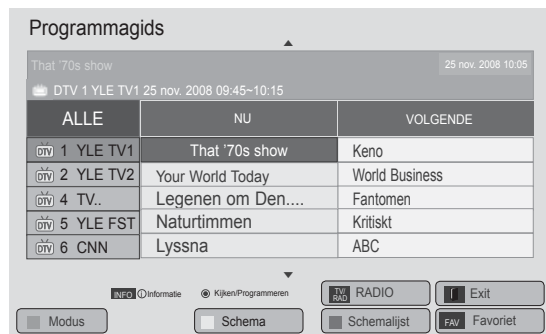 Programmagids
That '70s show 25 nov. 2008 10:05
DTV 1 YLE TV1 25 nov. 2008 09:45~10:15
ALLE NU VOLGENDE
DTV 1 YLE TV1 That '70s show Keno
DTV 2 YLE TV2 Your World Today World Business
DTV 4 TV.. Legenen om Den.... Fantomen
DTV 5 YLE FST Naturtimmen Kritiskt
DTV 6 CNN Lyssna ABC
INFO Informatie Kijken/Programmeren TV/RAD RADIO Exit
Modus Schema Schemalijst FAV Favoriet